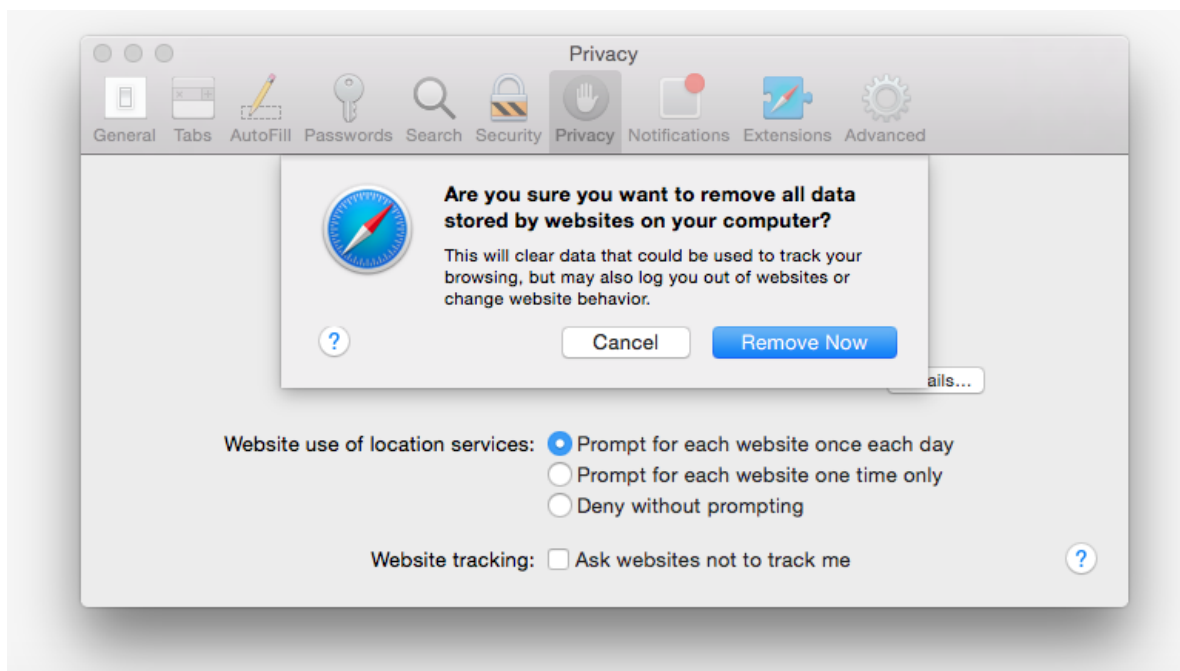 Privacy
General Tabs AutoFill Passwords Search Security Privacy Notifications Extensions Advanced
Are you sure you want to remove all data
stored by websites on your computer?
This will clear data that could be used to track your
browsing, but may also log you out of websites or
change website behavior.
? Cancel Remove Now
ails...
Website use of location services: Prompt for each website once each day
Prompt for each website one time only
Deny without prompting
Website tracking: Ask websites not to track me ?